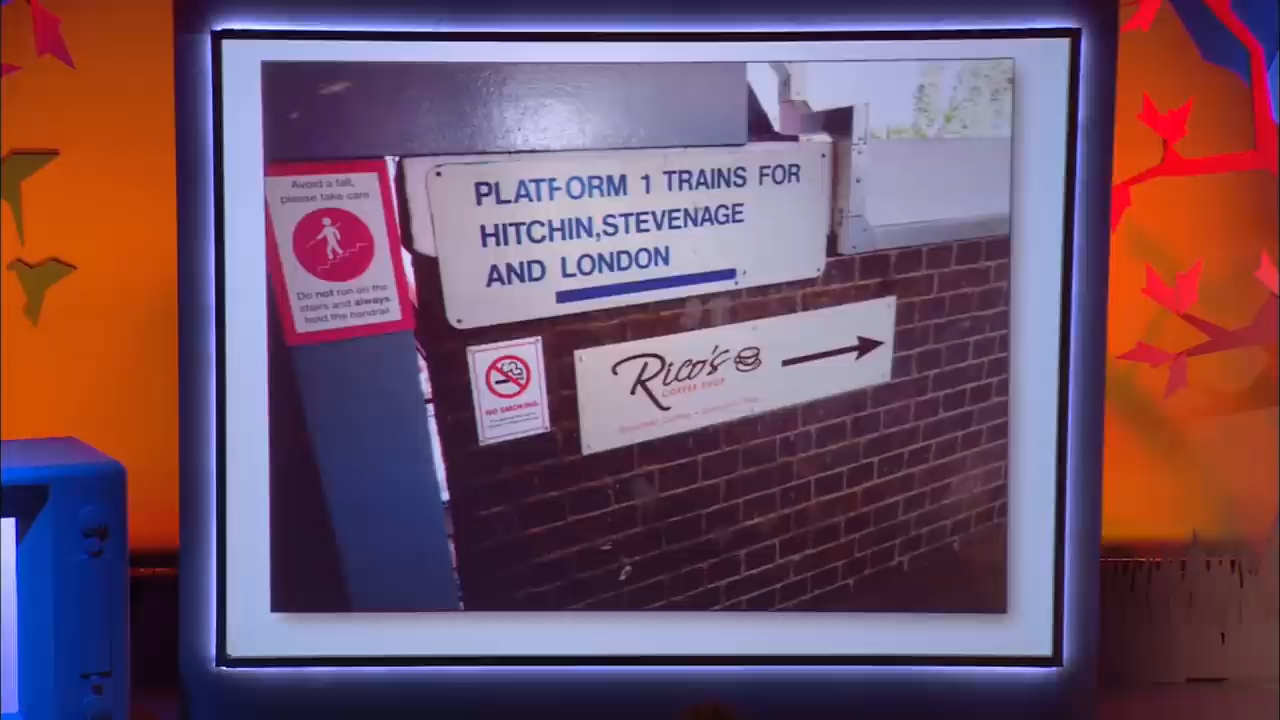 Avoid a fall,
please take care
Do not run on the
stairs and always
hold the handrail
PLATFORM 1 TRAINS FOR
HITCHIN,STEVENAGE
AND LONDON
NO SMOKING
Rico's
COFFEE SHOP